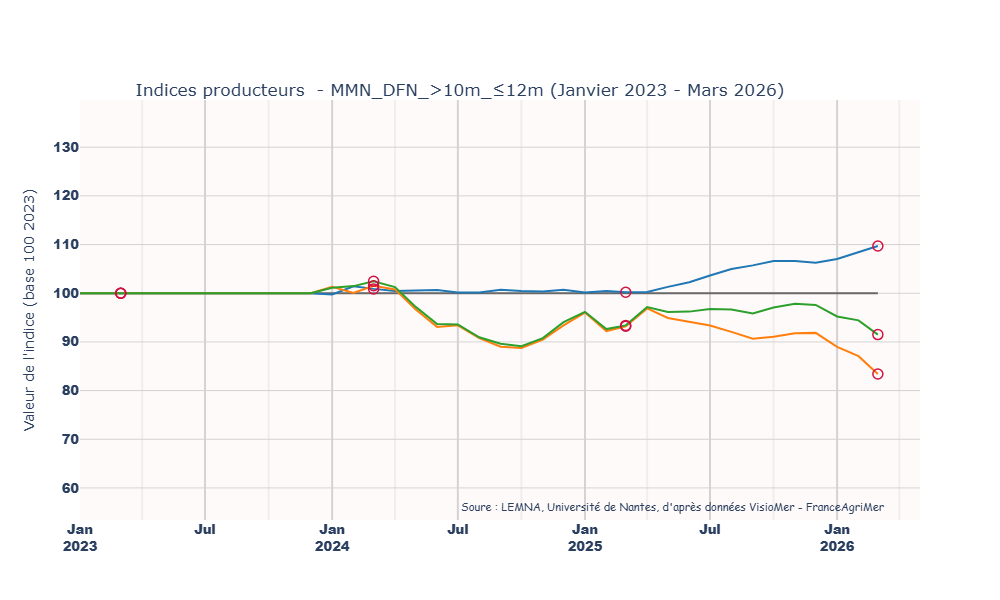 Indices producteurs - MMN_DFN_>10m_≤12m (Janvier 2023 - Mars 2026)
Valeur de l'indice (base 100 2023)
130
120
110
100
90
80
70
60
Soure : LEMNA, Université de Nantes, d'après données VisioMer - FranceAgriMer
Jan
2023
Jul
Jan
2024
Jul
Jan
2025
Jul
Jan
2026